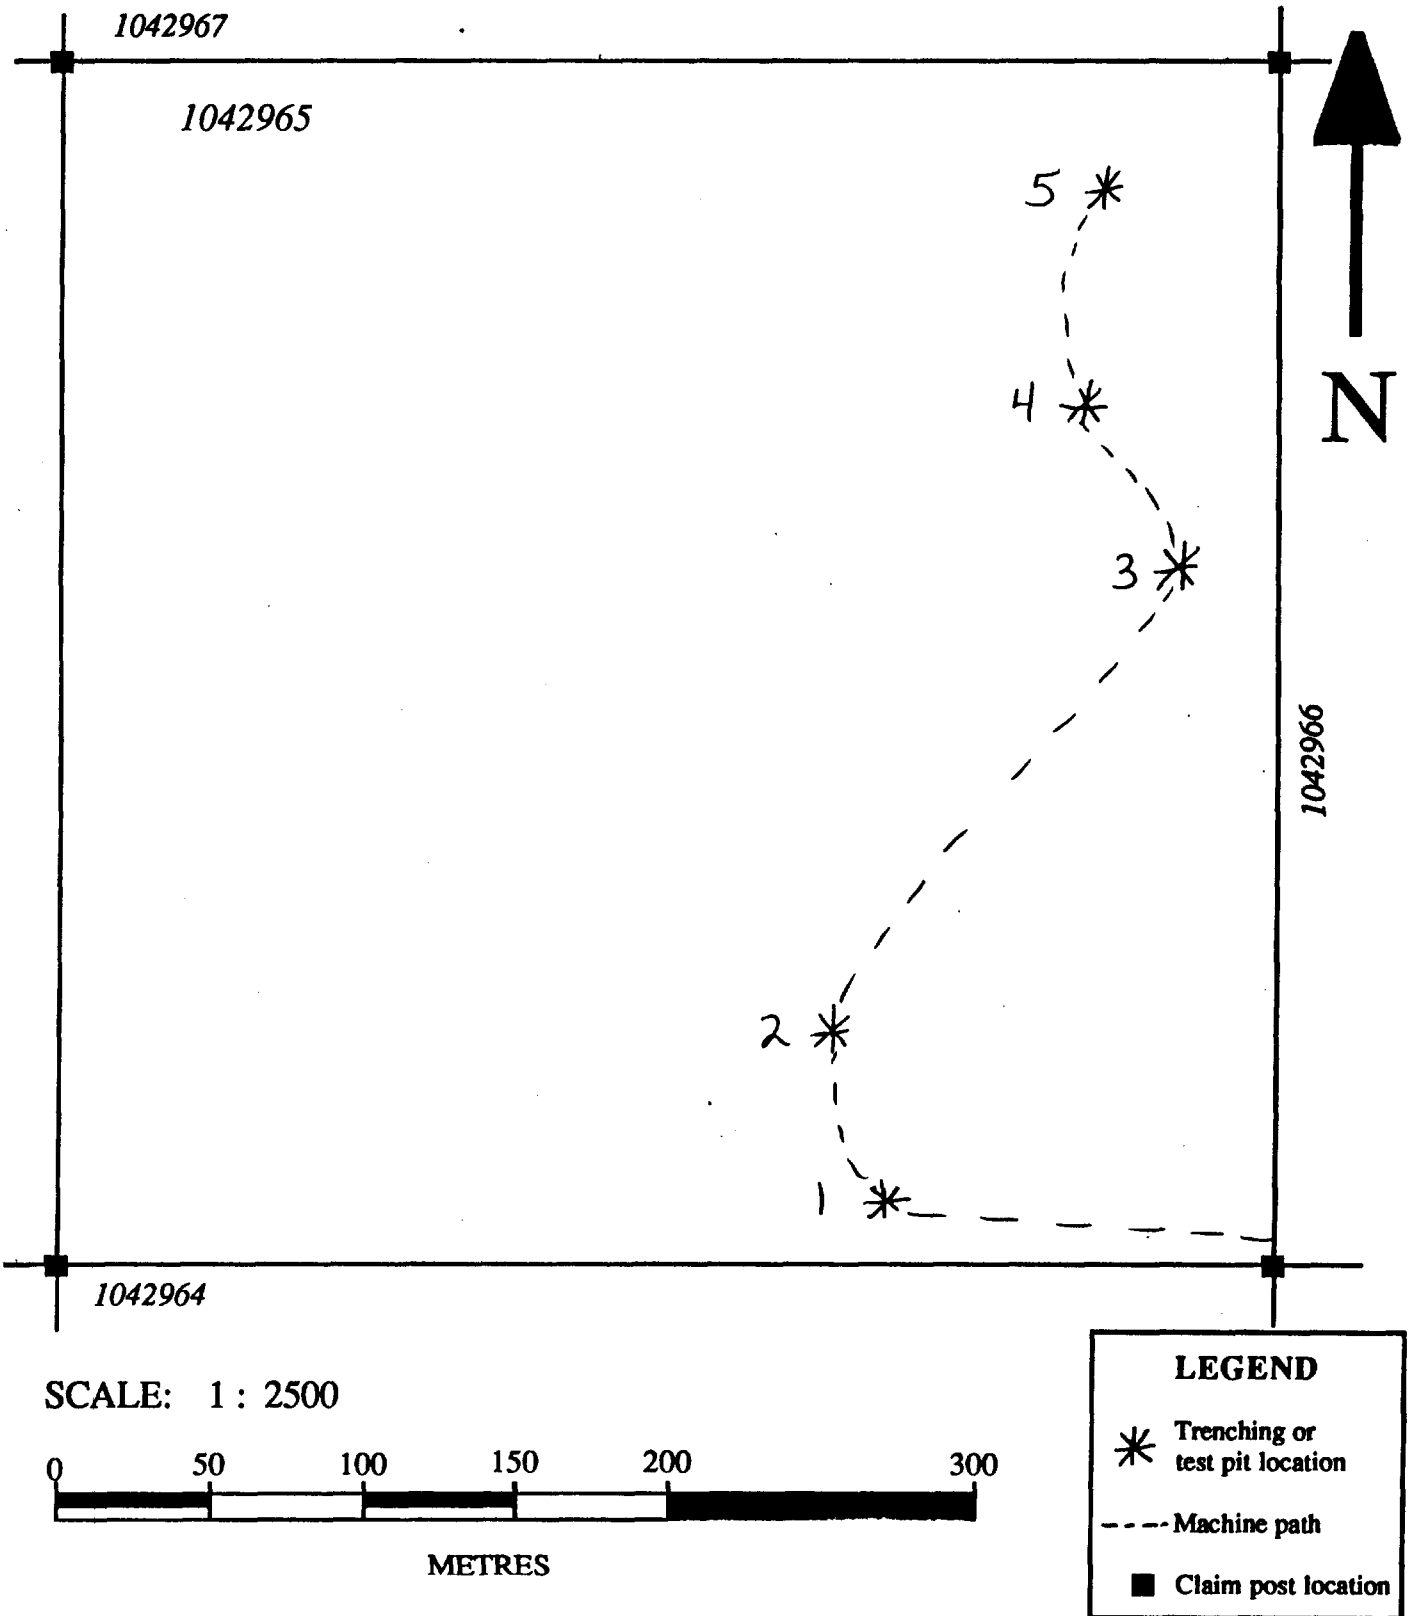 1042967
1042965
5
4
N
3
1042966
2
1
1042964
SCALE: 1 : 2500
0 50 100 150 200 300
METRES
LEGEND
Trenching or
test pit location
Machine path
Claim post location